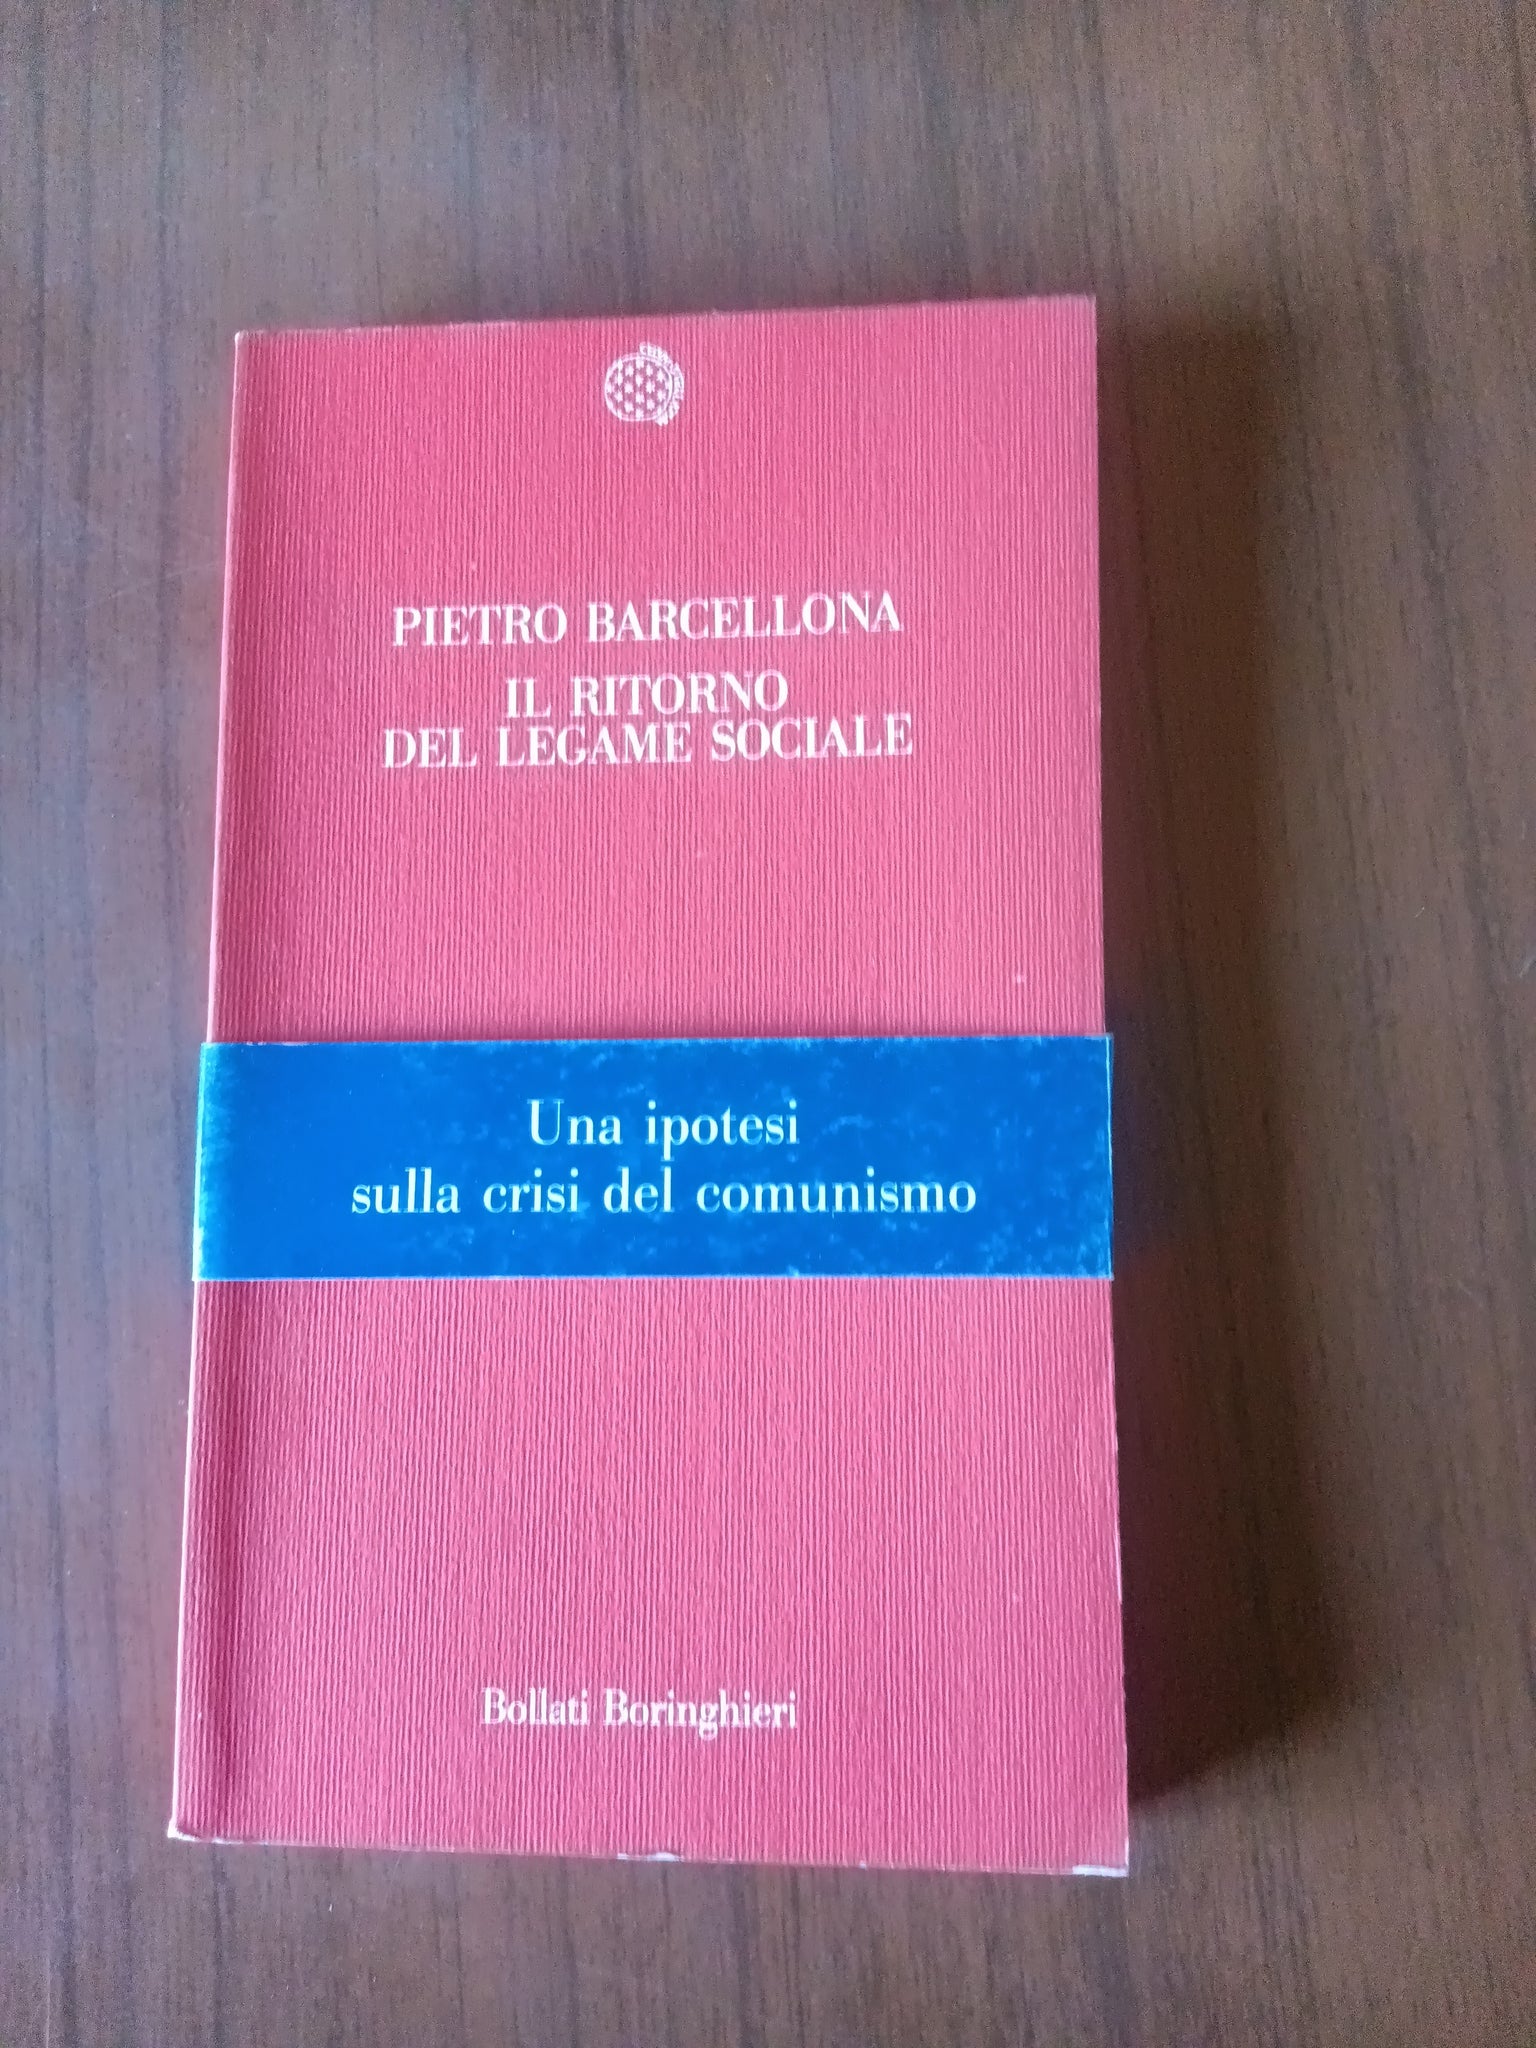 PIETRO BARCELLONA
IL RITORNO
DEL LEGAME SOCIALE
Una ipotesi
sulla crisi del comunismo
Bollati Boringhieri